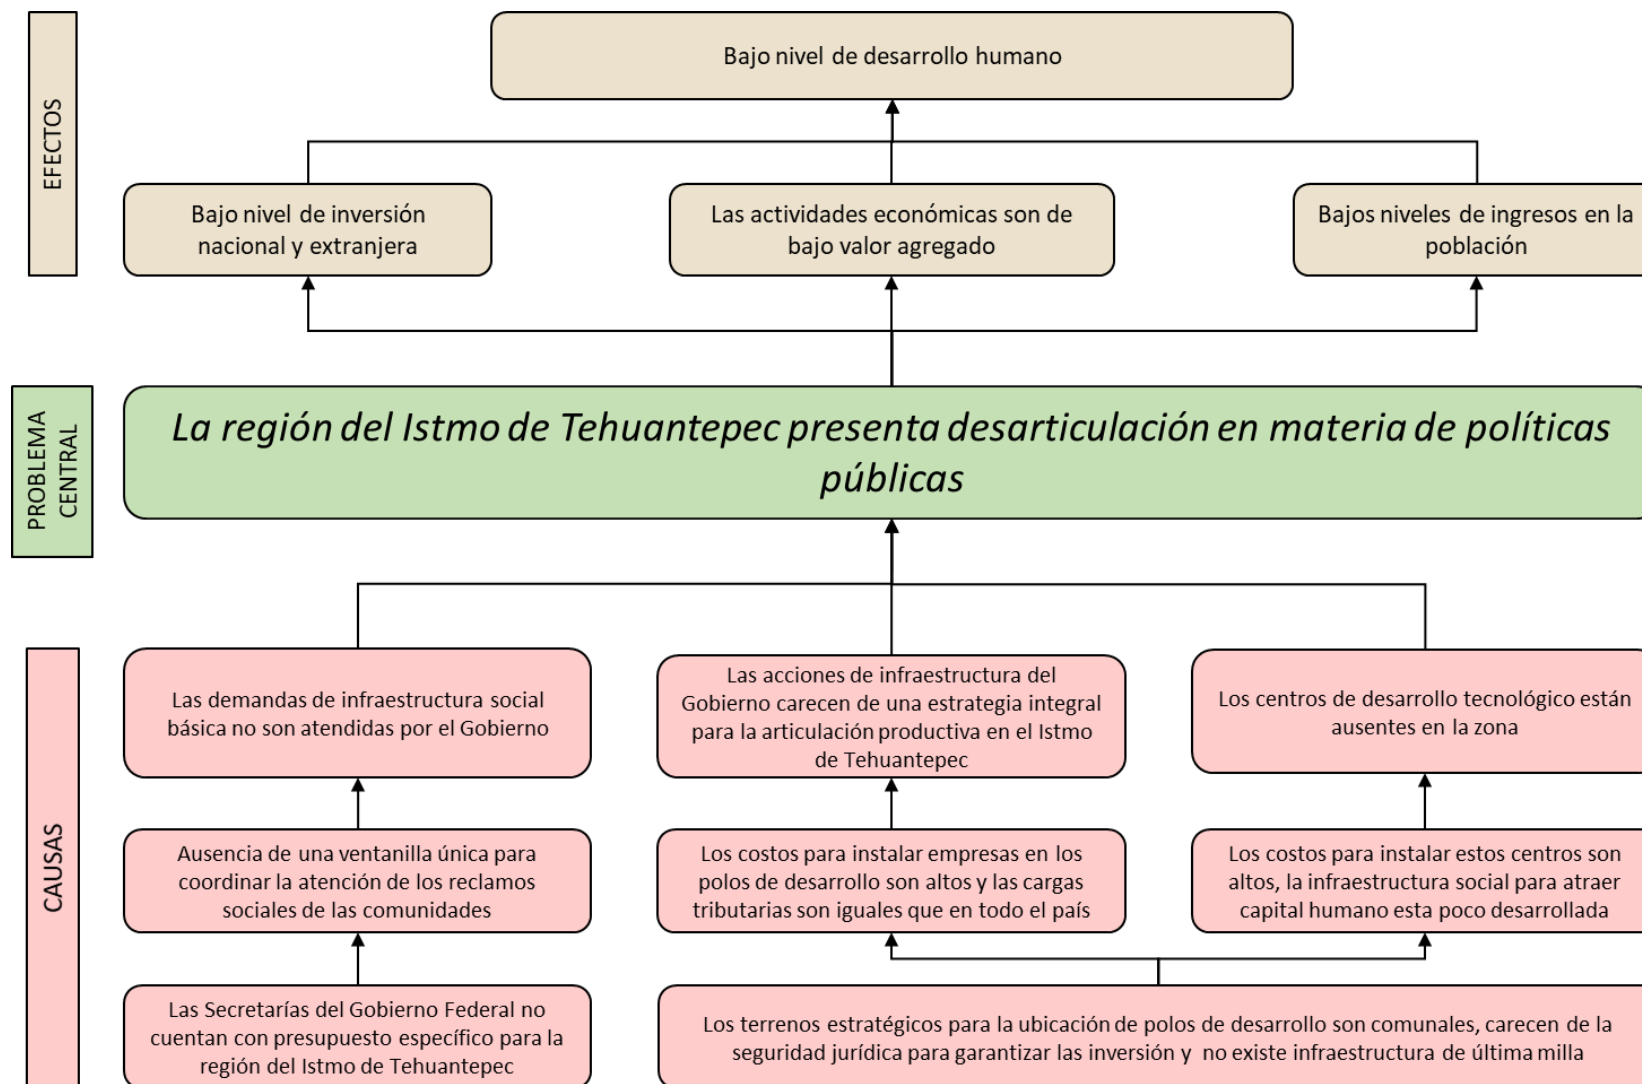 EFECTOS
Bajo nivel de desarrollo humano
Bajo nivel de inversión
nacional y extranjera
Las actividades económicas son de
bajo valor agregado
Bajos niveles de ingresos en la
población
PROBLEMA
CENTRAL
La región del Istmo de Tehuantepec presenta desarticulación en materia de políticas
públicas
CAUSAS
Las demandas de infraestructura social
básica no son atendidas por el Gobierno
Las acciones de infraestructura del
Gobierno carecen de una estrategia integral
para la articulación productiva en el Istmo
de Tehuantepec
Los centros de desarrollo tecnológico están
ausentes en la zona
Ausencia de una ventanilla única para
coordinar la atención de los reclamos
sociales de las comunidades
Los costos para instalar empresas en los
polos de desarrollo son altos y las cargas
tributarias son iguales que en todo el país
Los costos para instalar estos centros son
altos, la infraestructura social para atraer
capital humano esta poco desarrollada
Las Secretarías del Gobierno Federal no
cuentan con presupuesto específico para la
región del Istmo de Tehuantepec
Los terrenos estratégicos para la ubicación de polos de desarrollo son comunales, carecen de la
seguridad jurídica para garantizar las inversión y no existe infraestructura de última milla